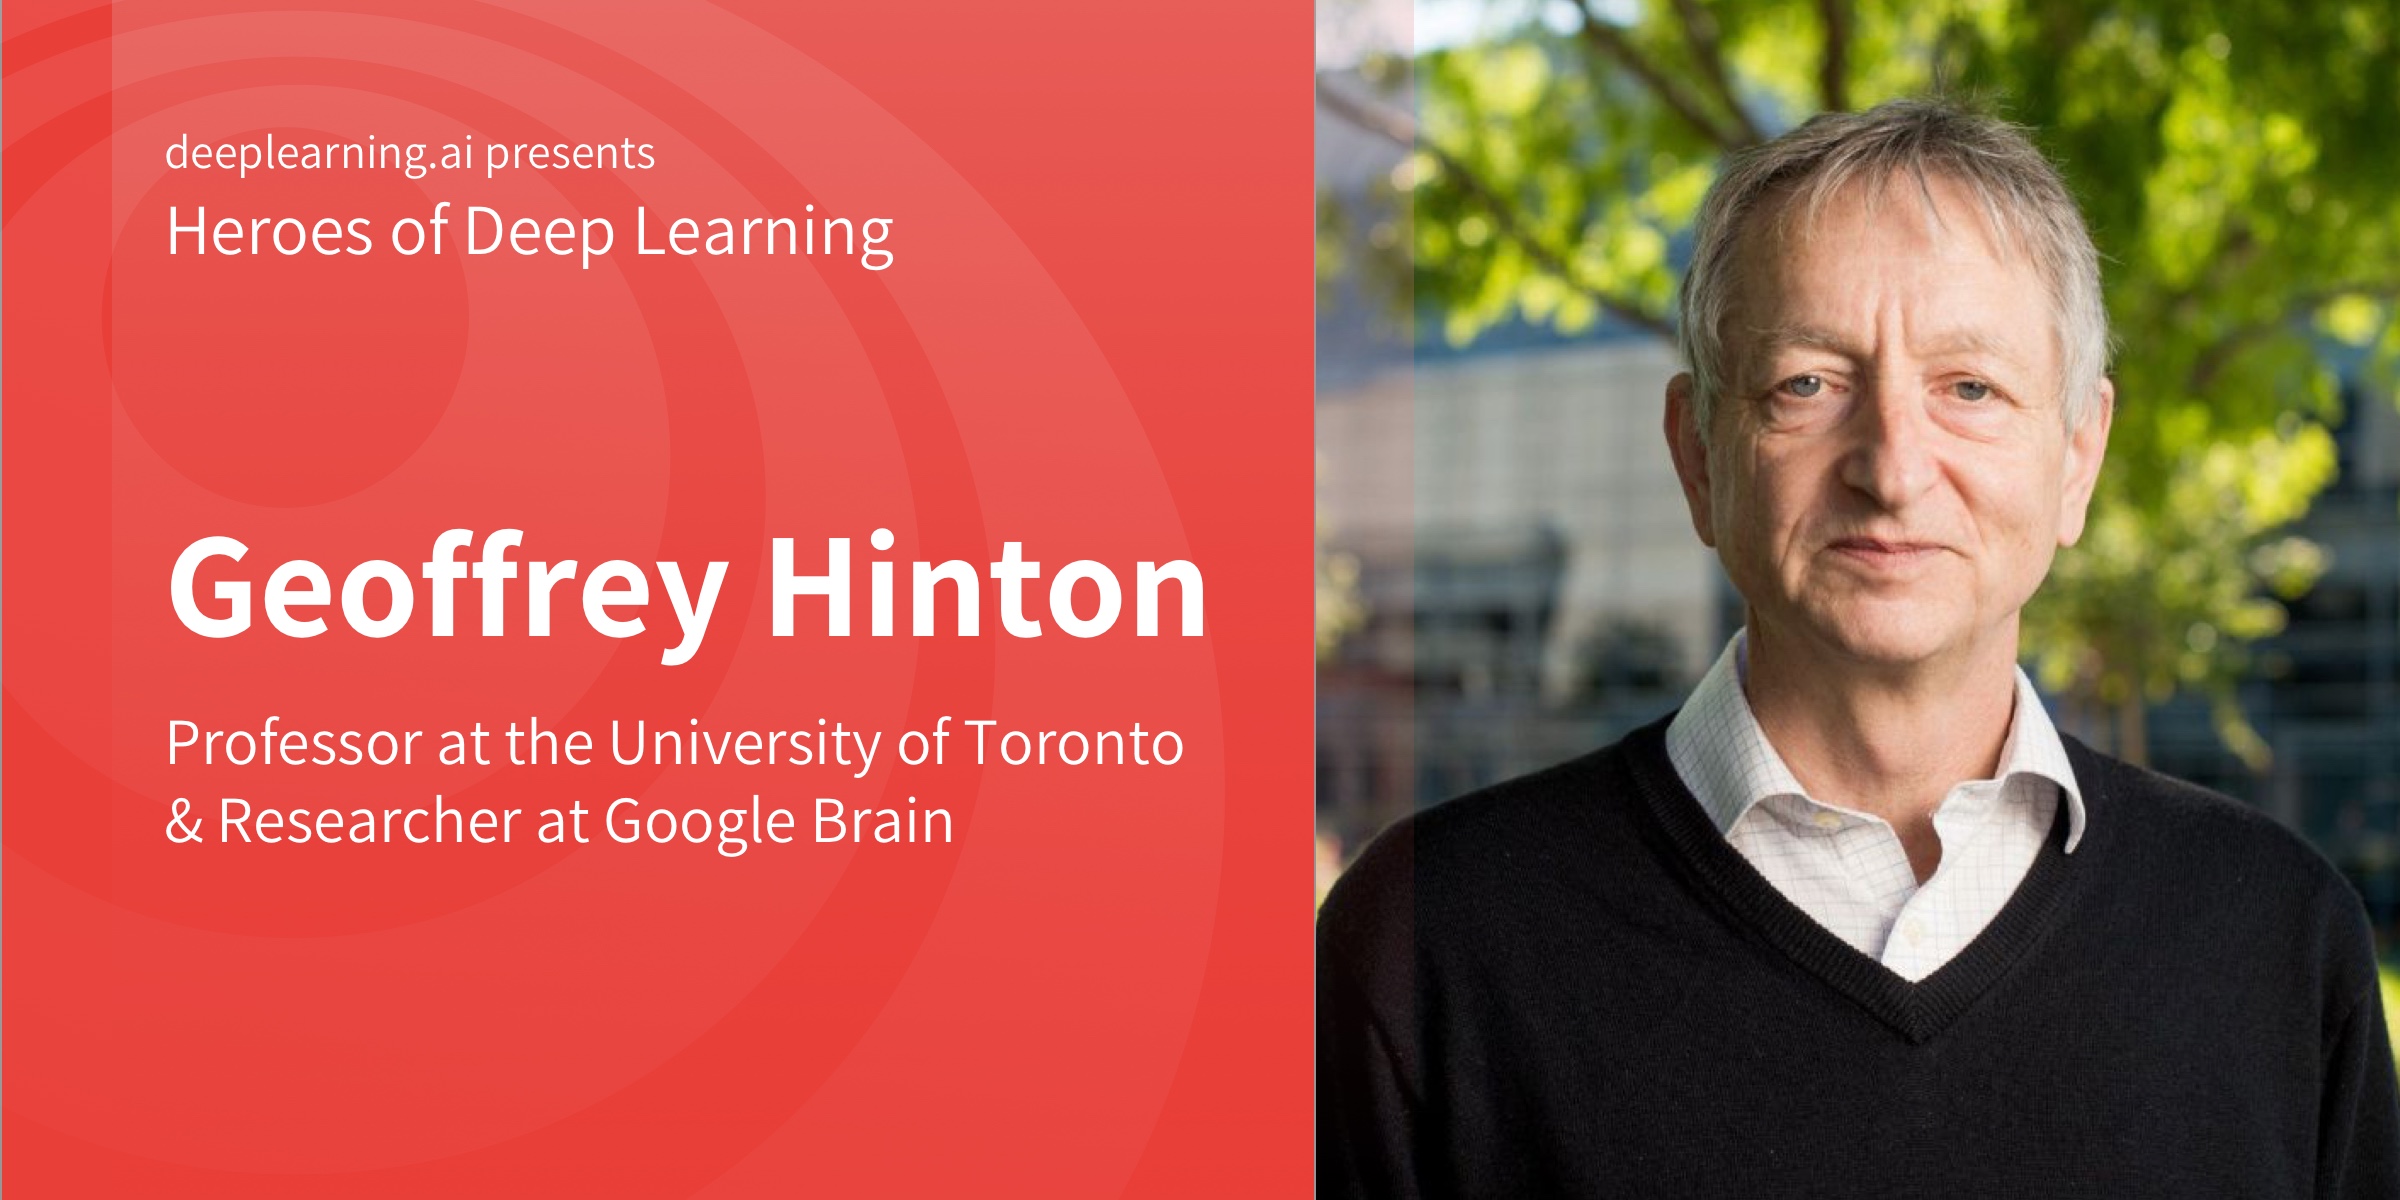 deeplearning.ai presents
Heroes of Deep Learning
Geoffrey Hinton
Professor at the University of Toronto
& Researcher at Google Brain